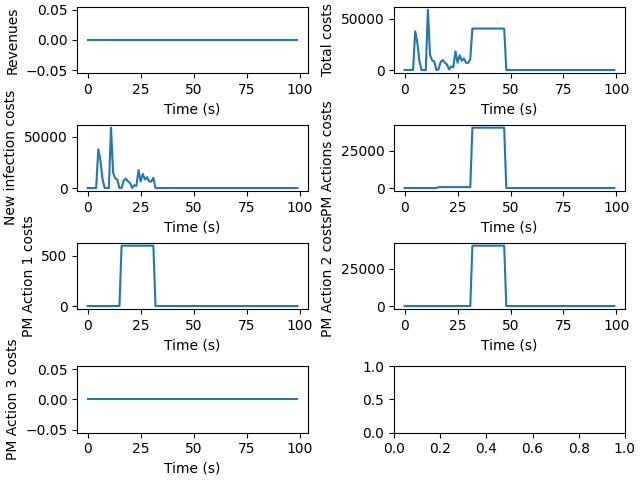 Revenues
0.05
0.00
−0.05
0 25 50 75 100
Time (s)
Total costs
50000
0
0 25 50 75 100
Time (s)
New infection costs
50000
0
0 25 50 75 100
Time (s)
PM Actions costs
25000
0
0 25 50 75 100
Time (s)
PM Action 1 costs
500
0
0 25 50 75 100
Time (s)
PM Action 2 costs
25000
0
0 25 50 75 100
Time (s)
PM Action 3 costs
0.05
0.00
−0.05
0 25 50 75 100
Time (s)
1.0
0.5
0.0
0.0 0.2 0.4 0.6 0.8 1.0